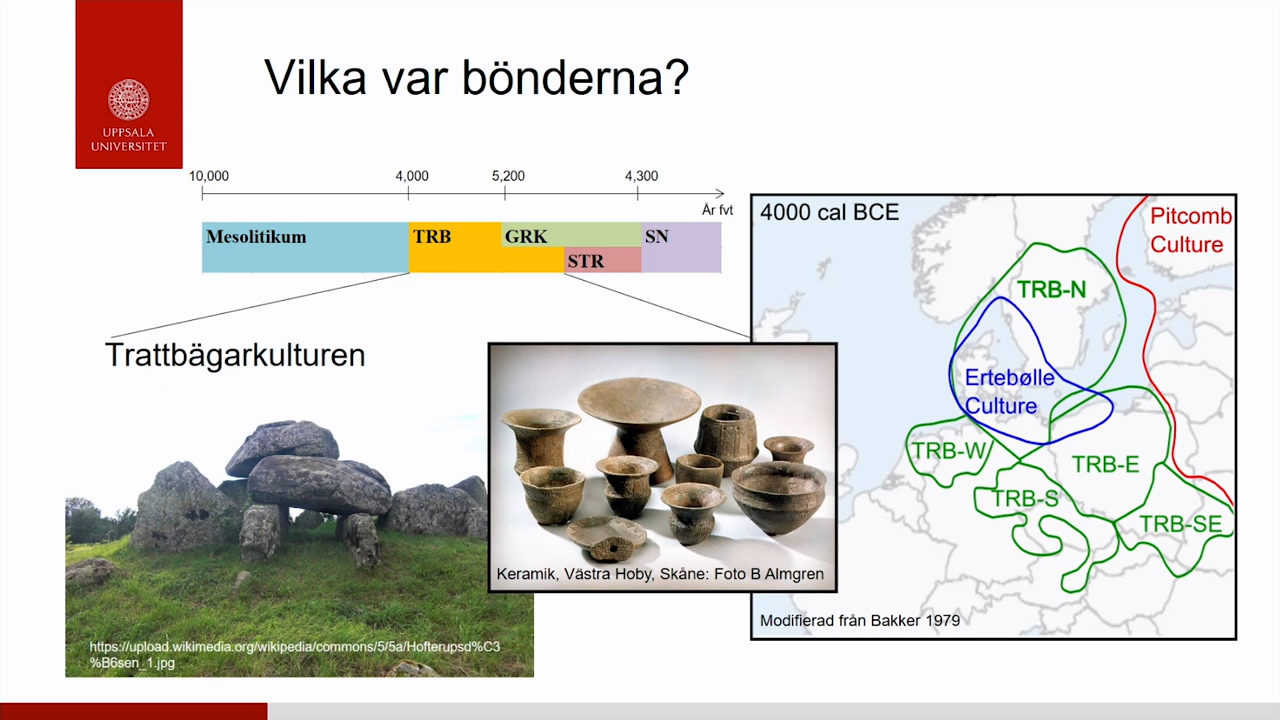 UPPSALA
UNIVERSITET
Vilka var bönderna?
10,000
4,000
5,200
4,300
År fvt
Mesolitikum
TRB
GRK
STR
SN
Trattbägarkulturen
https://upload.wikimedia.org/wikipedia/commons/5/5a/Hofterupsd%C3
%B6sen_1.jpg
Keramik, Västra Hoby, Skåne: Foto B Almgren
4000 cal BCE
Pitcomb
Culture
TRB-N
Ertebølle
Culture
TRB-W
TRB-E
TRB-S
TRB-SE
Modifierad från Bakker 1979